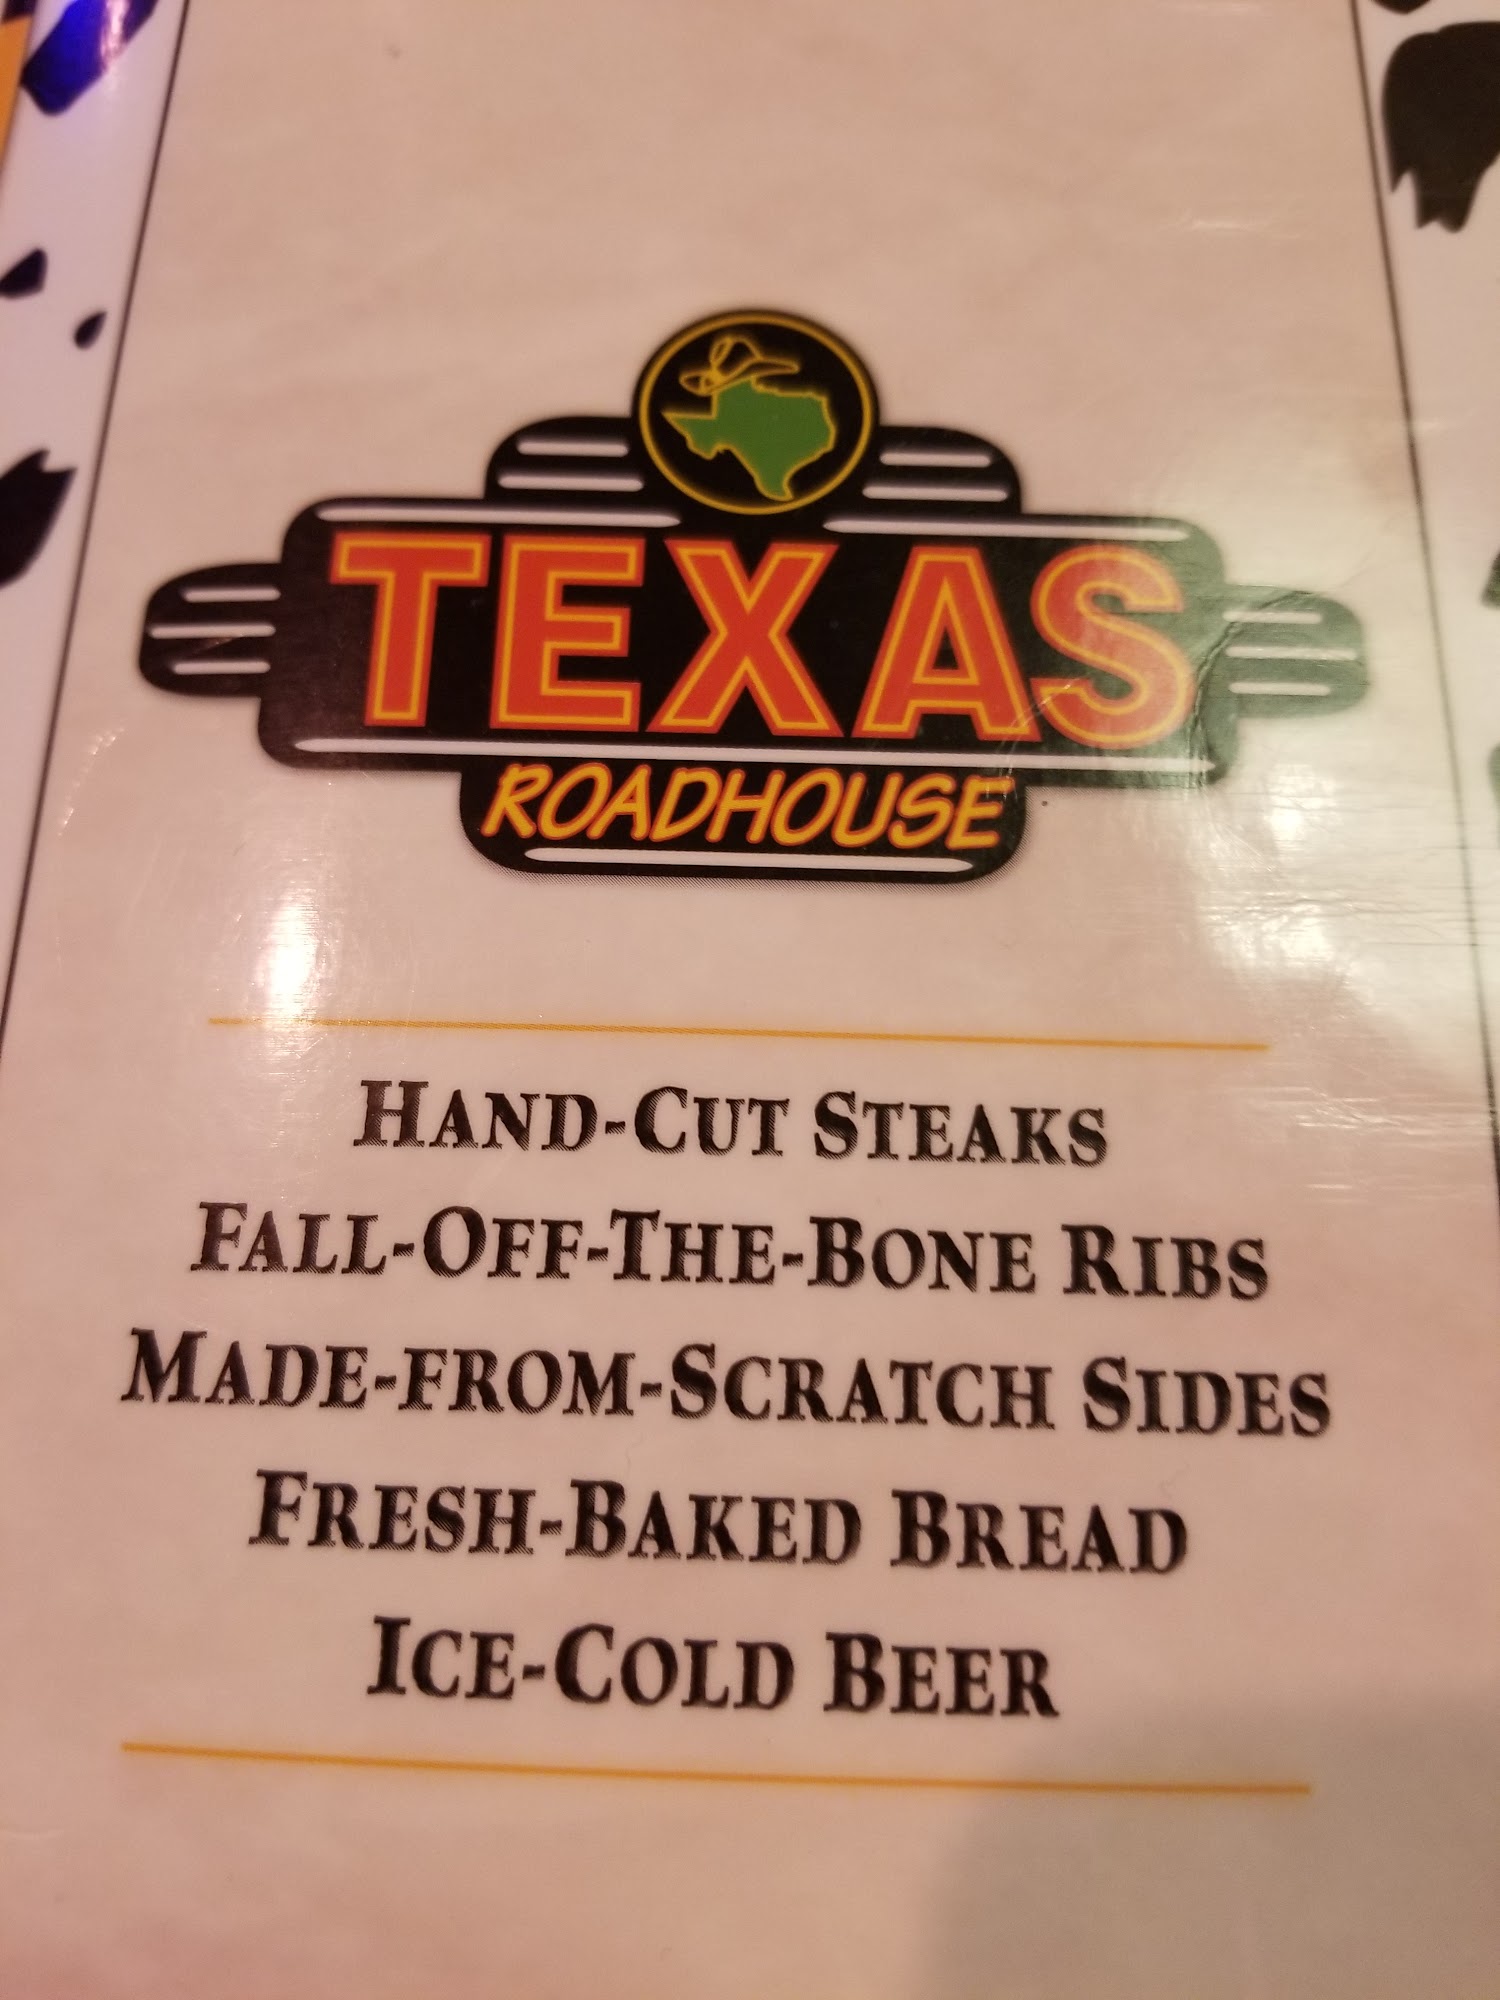 TEXAS
ROADHOUSE
HAND-CUT STEAKS
FALL-OFF-THE-BONE RIBS
MADE-FROM-SCRATCH SIDES
FRESH-BAKED BREAD
ICE-COLD BEER